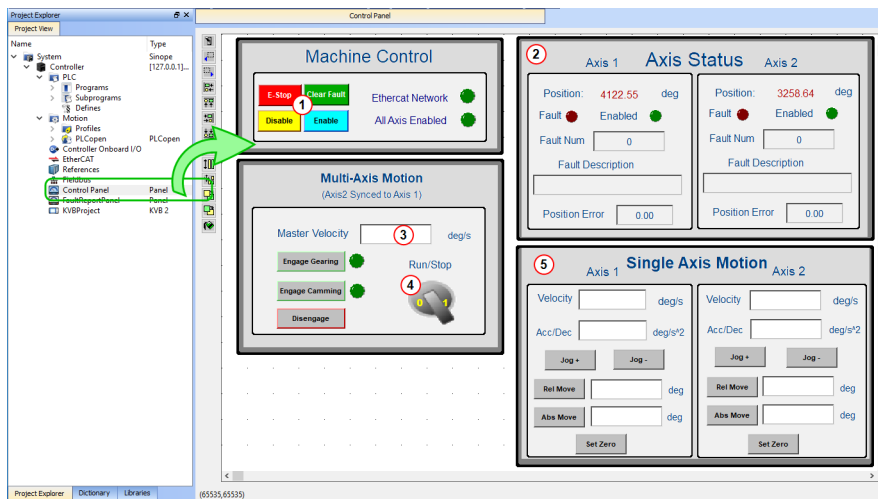 Project Explorer
Control Panel
Project View
Name Type
System Sinope
Controller [127.0.0.1]...
PLC
Programs
Subprograms
Defines
Motion
Profiles
PLCopen PLCopen
Controller Onboard I/O
EtherCAT
References
Fieldbus
Control Panel Panel
FaultReportPanel Panel
KVBProject KVB 2
Project Explorer Dictionary Libraries
(65535,65535)
Machine Control
E-Stop Clear Fault
1
Ethercat Network
Disable Enable
All Axis Enabled
Multi-Axis Motion
(Axis2 Synced to Axis 1)
Master Velocity 3 deg/s
Engage Gearing
Run/Stop
Engage Camming
4
0 1
Disengage
2
Axis 1 Axis Status Axis 2
Position: 4122.55 deg
Fault Enabled
Fault Num 0
Fault Description
Position Error 0.00
Position: 3258.64 deg
Fault Enabled
Fault Num 0
Fault Description
Position Error 0.00
5
Axis 1 Single Axis Motion Axis 2
Velocity deg/s
Acc/Dec deg/s^2
Jog + Jog -
Rel Move deg
Abs Move deg
Set Zero
Velocity deg/s
Acc/Dec deg/s^2
Jog + Jog -
Rel Move deg
Abs Move deg
Set Zero